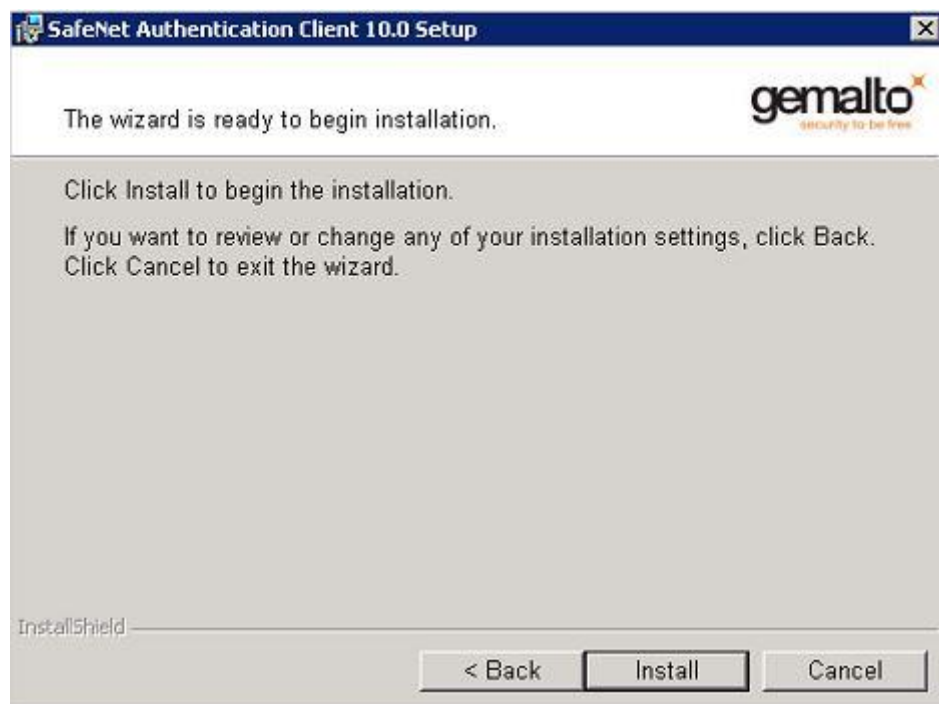 SafeNet Authentication Client 10.0 Setup
gemalto
security to be free
The wizard is ready to begin installation.
Click Install to begin the installation.
If you want to review or change any of your installation settings, click Back.
Click Cancel to exit the wizard.
InstallShield
< Back
Install
Cancel